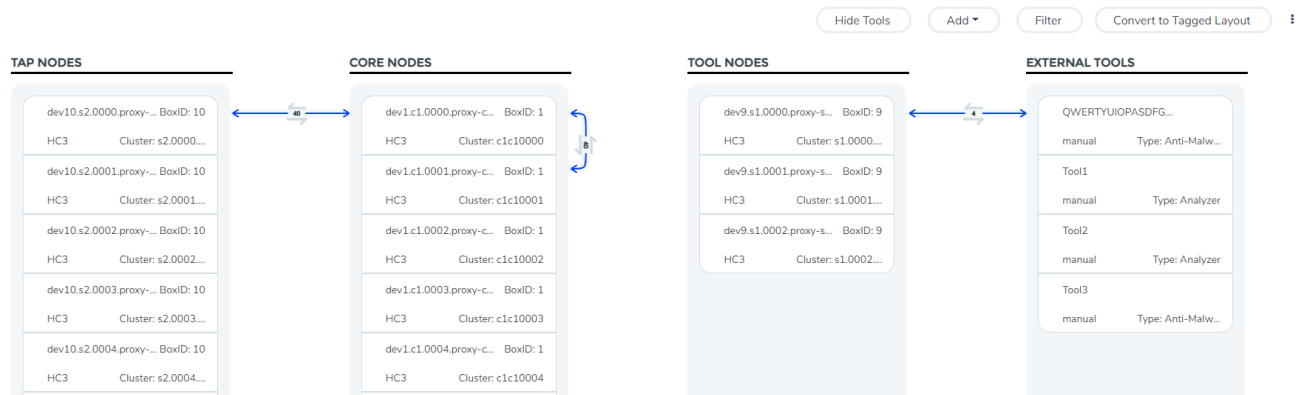 Hide Tools Add Filter Convert to Tagged Layout
TAP NODES CORE NODES TOOL NODES EXTERNAL TOOLS
dev10.s2.0000.proxy-... BoxID: 10 40 dev1.c1.0000.proxy-c... BoxID: 1 dev9.s1.0000.proxy-s... BoxID: 9 4 QWERTYUIOPASDFG...
HC3 Cluster: s2.0000.... HC3 Cluster: c1c10000 HC3 Cluster: s1.0000.... manual Type: Anti-Malw...
dev10.s2.0001.proxy-... BoxID: 10 dev1.c1.0001.proxy-c... BoxID: 1 dev9.s1.0001.proxy-s... BoxID: 9 Tool1
HC3 Cluster: s2.0001.... HC3 Cluster: c1c10001 HC3 Cluster: s1.0001.... manual Type: Analyzer
dev10.s2.0002.proxy-... BoxID: 10 dev1.c1.0002.proxy-c... BoxID: 1 dev9.s1.0002.proxy-s... BoxID: 9 Tool2
HC3 Cluster: s2.0002.... HC3 Cluster: c1c10002 HC3 Cluster: s1.0002.... manual Type: Analyzer
dev10.s2.0003.proxy-... BoxID: 10 dev1.c1.0003.proxy-c... BoxID: 1 Tool3
HC3 Cluster: s2.0003.... HC3 Cluster: c1c10003 manual Type: Anti-Malw...
dev10.s2.0004.proxy-... BoxID: 10 dev1.c1.0004.proxy-c... BoxID: 1
HC3 Cluster: s2.0004.... HC3 Cluster: c1c10004